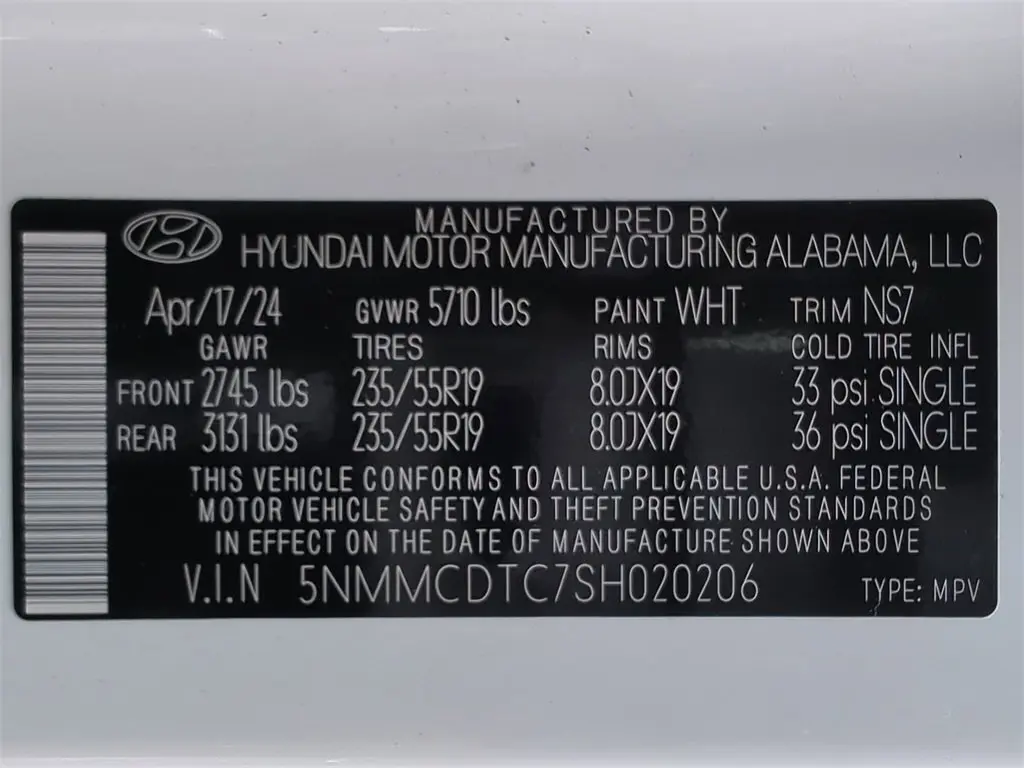 MANUFACTURED BY
HYUNDAI MOTOR MANUFACTURING ALABAMA, LLC
Apr/17/24 GVWR 5710 lbs PAINT WHT TRIM NS7
GAWR TIRES RIMS COLD TIRE INFL
FRONT 2745 lbs 235/55R19 8.0JX19 33 psi SINGLE
REAR 3131 lbs 235/55R19 8.0JX19 36 psi SINGLE
THIS VEHICLE CONFORMS TO ALL APPLICABLE U.S.A. FEDERAL
MOTOR VEHICLE SAFETY AND THEFT PREVENTION STANDARDS
IN EFFECT ON THE DATE OF MANUFACTURE SHOWN ABOVE
V.I.N 5NMMCDTC7SH020206 TYPE: MPV